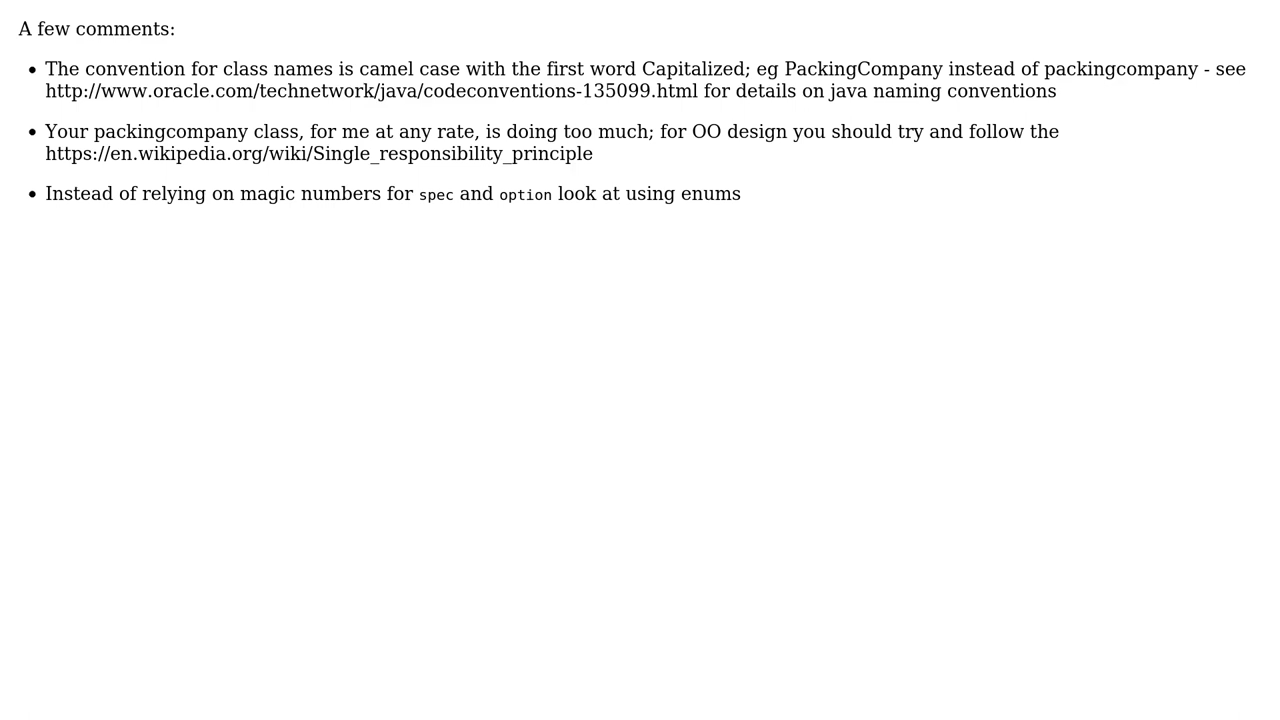 A few comments:
• The convention for class names is camel case with the first word Capitalized; eg PackingCompany instead of packingcompany - see
http://www.oracle.com/technetwork/java/codeconventions-135099.html for details on java naming conventions
• Your packingcompany class, for me at any rate, is doing too much; for OO design you should try and follow the
https://en.wikipedia.org/wiki/Single_responsibility_principle
• Instead of relying on magic numbers for spec and option look at using enums